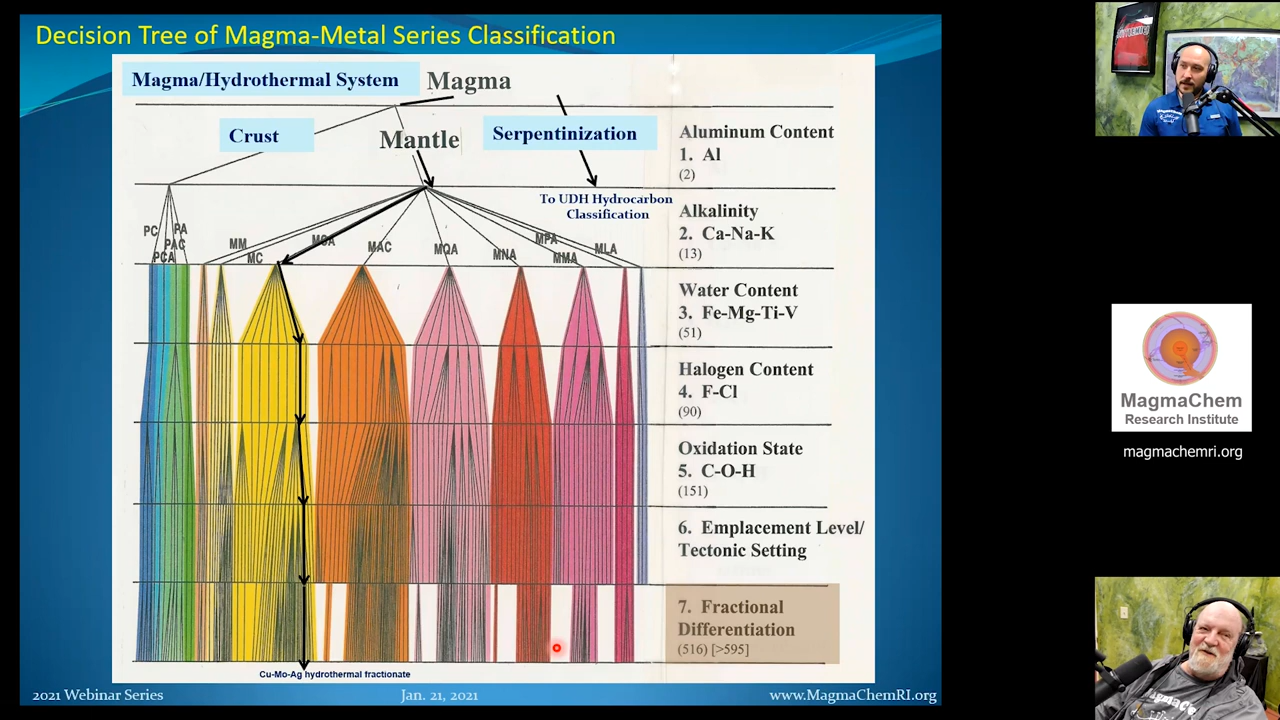 Decision Tree of Magma-Metal Series Classification
Magma/Hydrothermal System
Magma
Crust
Mantle
Serpentinization
Aluminum Content
1. Al
(2)
To UDH Hydrocarbon
Classification
Alkalinity
2. Ca-Na-K
(13)
PC
PA
PAC
PCA
MM
MC
MCA
MAC
MQA
MNA
MPA
MMA
MLA
Water Content
3. Fe-Mg-Ti-V
(51)
Halogen Content
4. F-Cl
(90)
Oxidation State
5. C-O-H
(151)
6. Emplacement Level/
Tectonic Setting
7. Fractional
Differentiation
(516) [>595]
Cu-Mo-Ag hydrothermal fractionate
2021 Webinar Series
Jan. 21, 2021
www.MagmaChemRI.org
MagmaChem
Research Institute
magmachemri.org